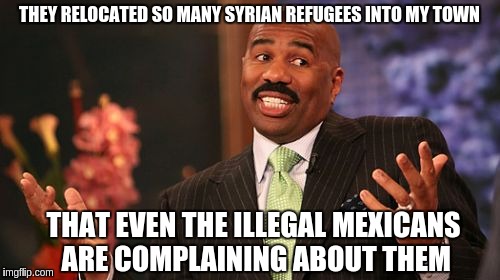 THEY RELOCATED SO MANY SYRIAN REFUGEES INTO MY TOWN
THAT EVEN THE ILLEGAL MEXICANS
ARE COMPLAINING ABOUT THEM
imgflip.com